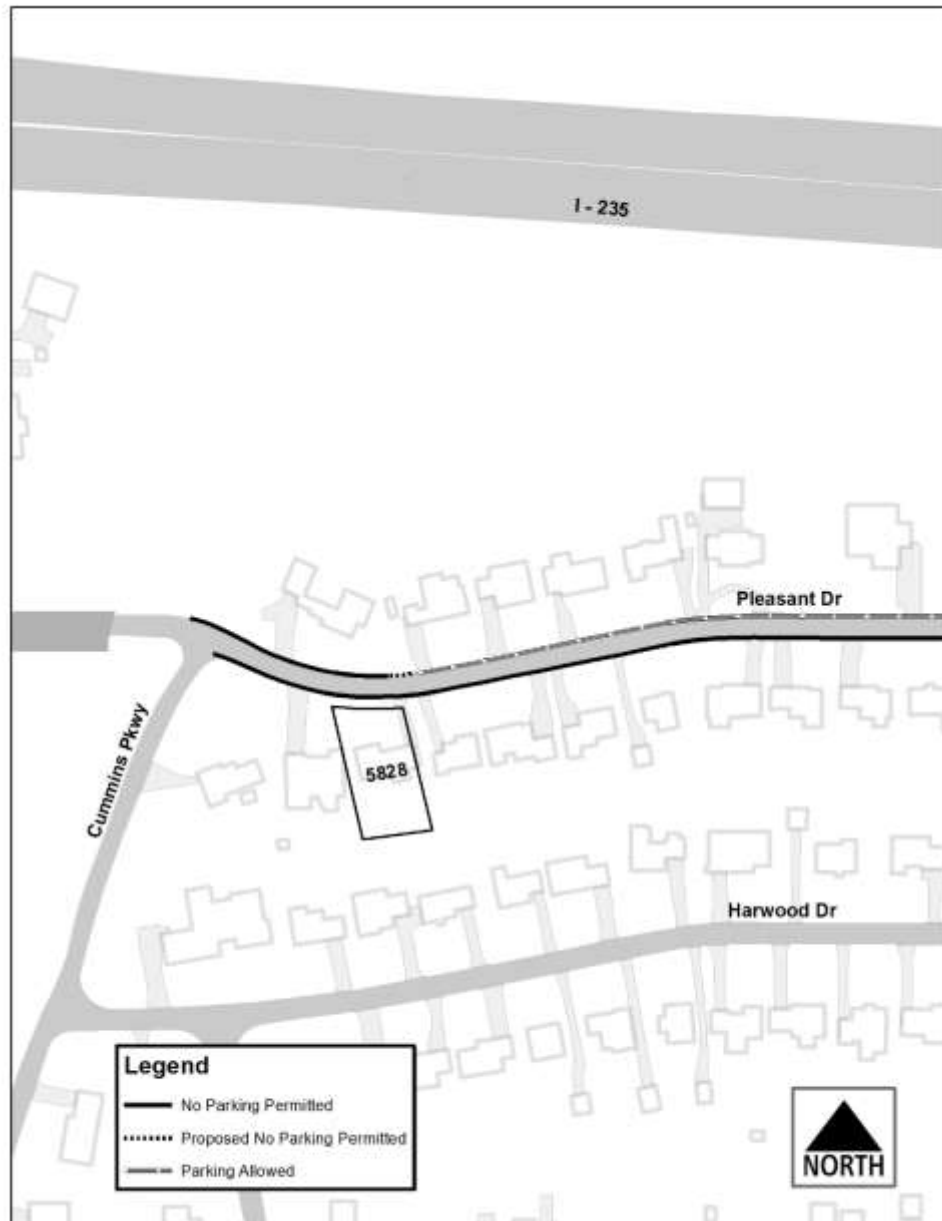 I - 235
Pleasant Dr
Cummins Pkwy
5828
Harwood Dr
Legend
No Parking Permitted
Proposed No Parking Permitted
Parking Allowed
NORTH